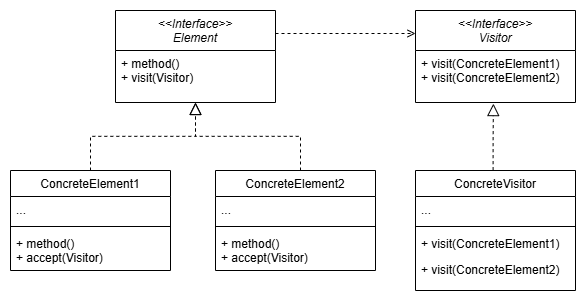 <<Interface>>
Element
+ method()
+ visit(Visitor)
<<Interface>>
Visitor
+ visit(ConcreteElement1)
+ visit(ConcreteElement2)
ConcreteElement1
...
+ method()
+ accept(Visitor)
ConcreteElement2
...
+ method()
+ accept(Visitor)
ConcreteVisitor
...
+ visit(ConcreteElement1)
+ visit(ConcreteElement2)